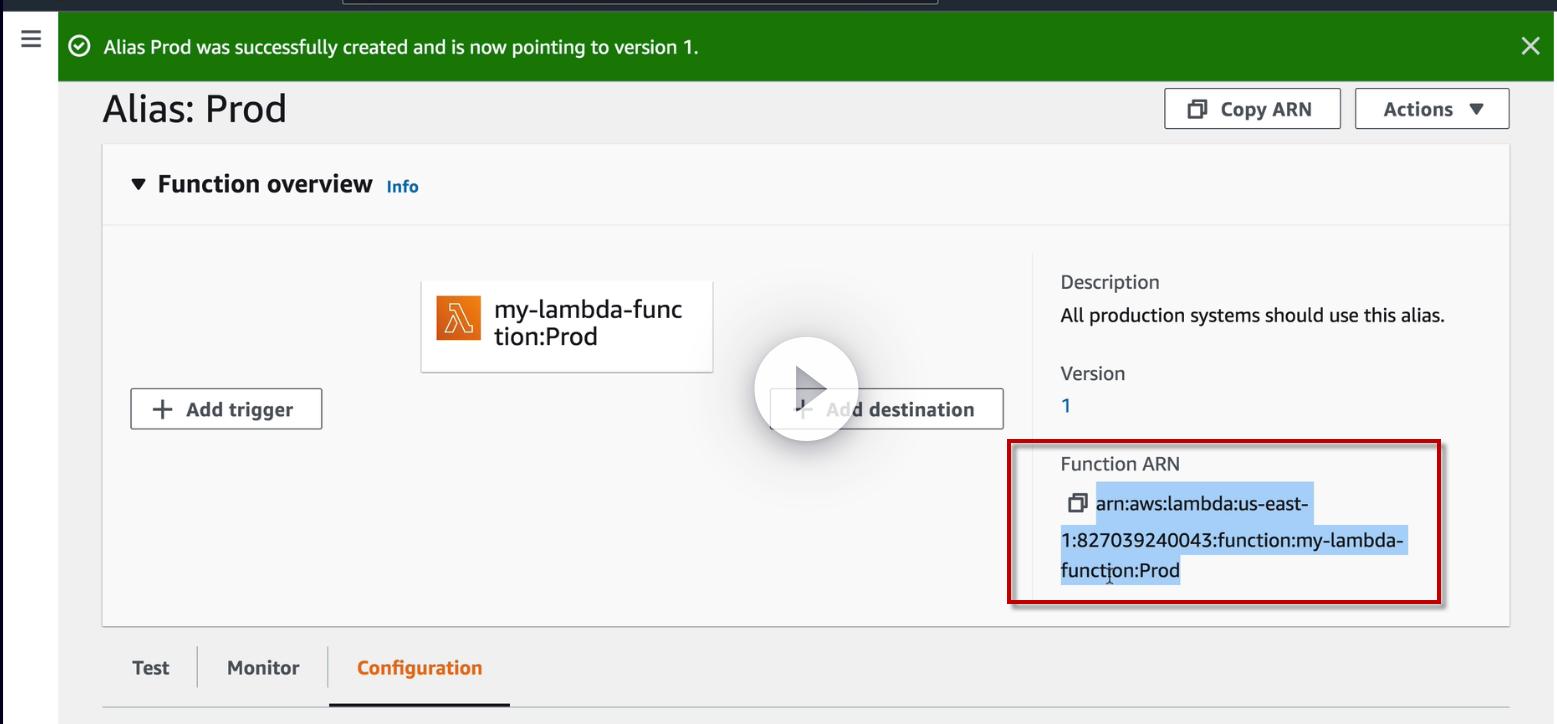 Alias Prod was successfully created and is now pointing to version 1.
Alias: Prod
Copy ARN
Actions
Function overview Info
my-lambda-func
tion:Prod
Add trigger
Add destination
Description
All production systems should use this alias.
Version
1
Function ARN
arn:aws:lambda:us-east-
1:827039240043:function:my-lambda-
function:Prod
Test
Monitor
Configuration